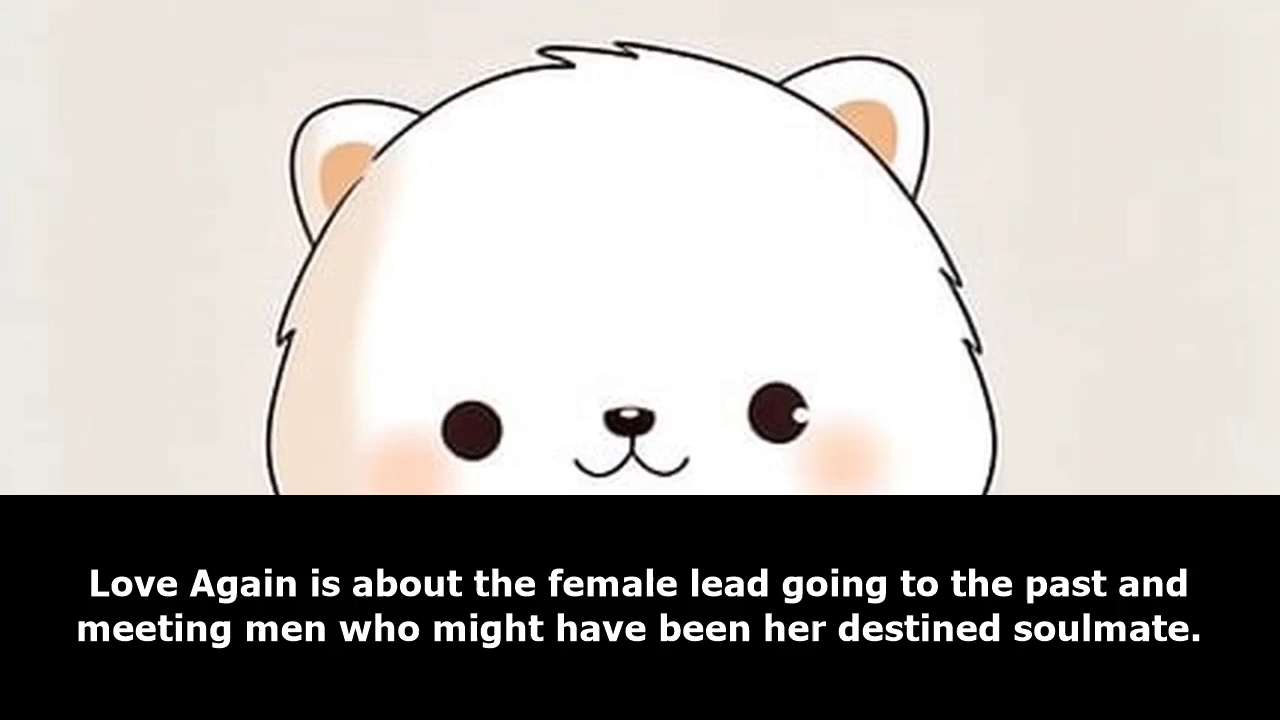 Love Again is about the female lead going to the past and
meeting men who might have been her destined soulmate.